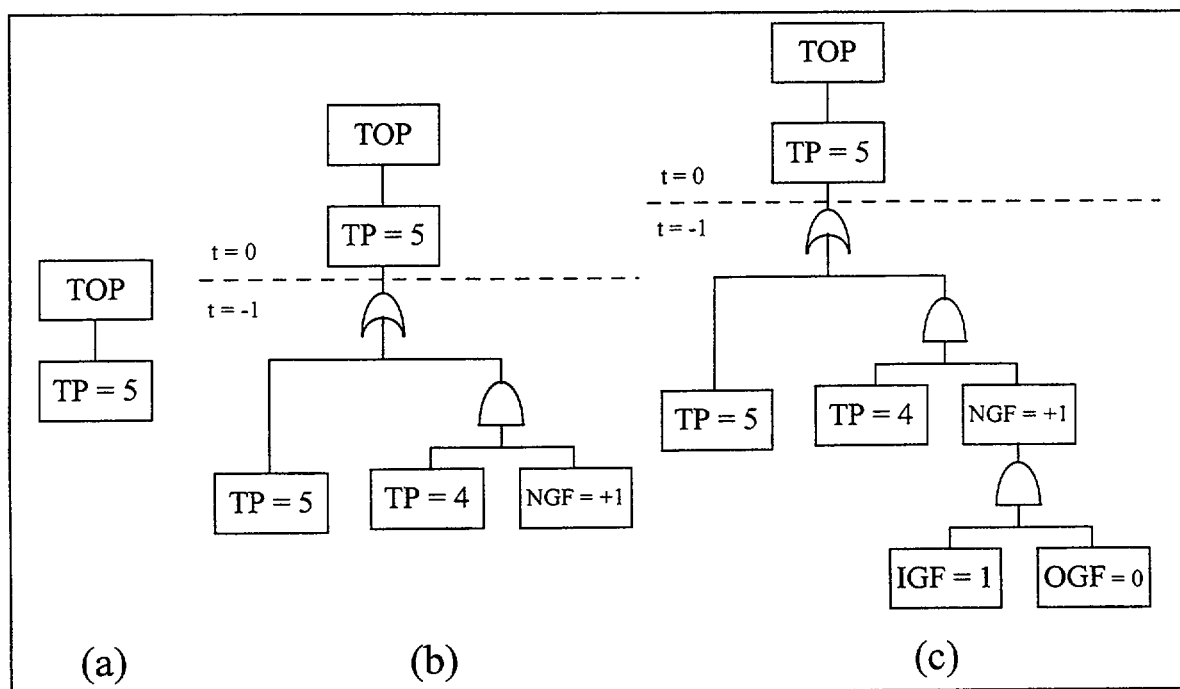 TOP
TP = 5
(a)
TOP
TP = 5
t = 0
t = -1
TP = 5
TP = 4
NGF = +1
(b)
TOP
TP = 5
t = 0
t = -1
TP = 5
TP = 4
NGF = +1
IGF = 1
OGF = 0
(c)